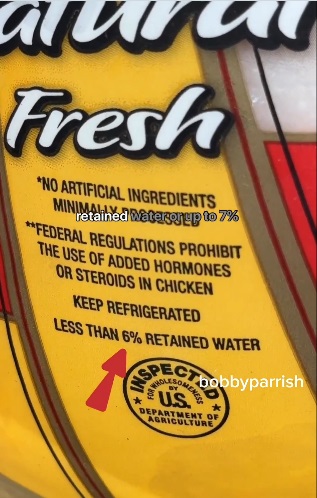 atural
Fresh
*NO ARTIFICIAL INGREDIENTS
MINIMALLY PROCESSED
retained water or up to 7%
**FEDERAL REGULATIONS PROHIBIT
THE USE OF ADDED HORMONES
OR STEROIDS IN CHICKEN
KEEP REFRIGERATED
LESS THAN 6% RETAINED WATER
INSPECTED
FOR WHOLESOMENESS
BY
U.S.
DEPARTMENT OF
AGRICULTURE
bobbyparrish